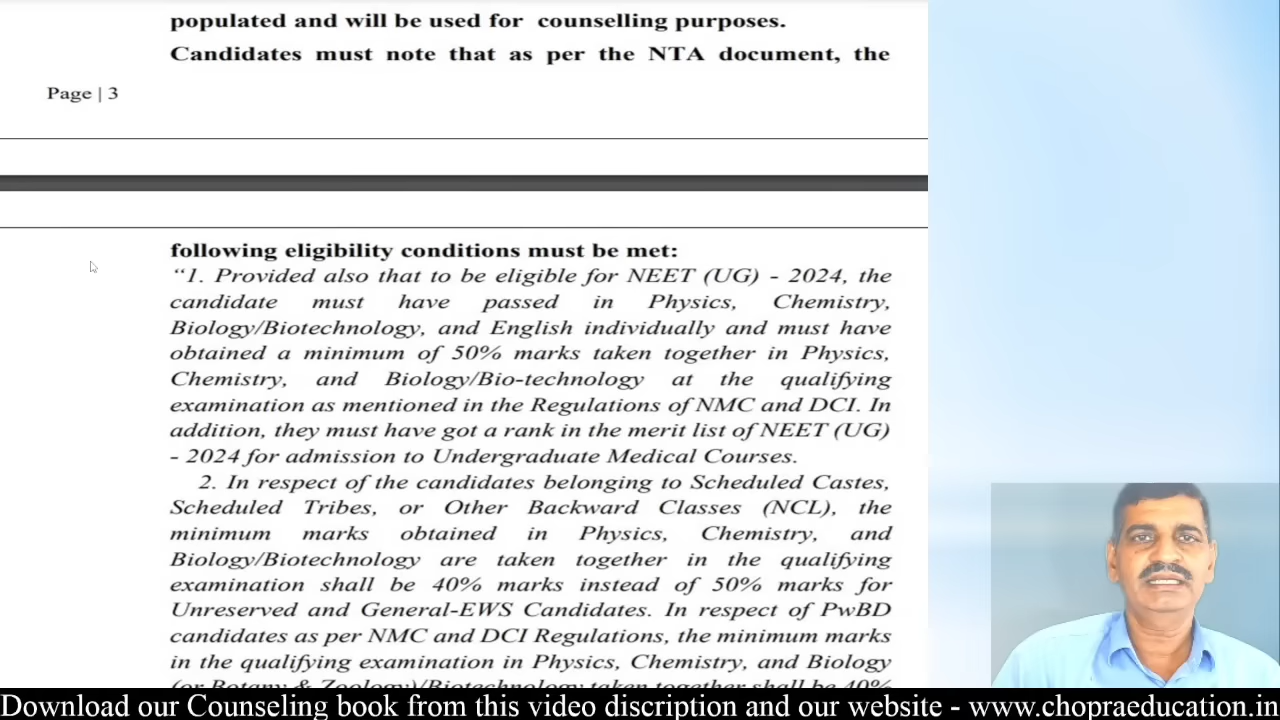 populated and will be used for counselling purposes.
Candidates must note that as per the NTA document, the
Page | 3
following eligibility conditions must be met:
“1. Provided also that to be eligible for NEET (UG) - 2024, the
candidate must have passed in Physics, Chemistry,
Biology/Biotechnology, and English individually and must have
obtained a minimum of 50% marks taken together in Physics,
Chemistry, and Biology/Bio-technology at the qualifying
examination as mentioned in the Regulations of NMC and DCI. In
addition, they must have got a rank in the merit list of NEET (UG)
- 2024 for admission to Undergraduate Medical Courses.
2. In respect of the candidates belonging to Scheduled Castes,
Scheduled Tribes, or Other Backward Classes (NCL), the
minimum marks obtained in Physics, Chemistry, and
Biology/Biotechnology are taken together in the qualifying
examination shall be 40% marks instead of 50% marks for
Unreserved and General-EWS Candidates. In respect of PwBD
candidates as per NMC and DCI Regulations, the minimum marks
in the qualifying examination in Physics, Chemistry, and Biology
(or Botany & Zoology)/Biotechnology taken together shall be 40%
Download our Counseling book from this video discription and our website - www.chopraeducation.in